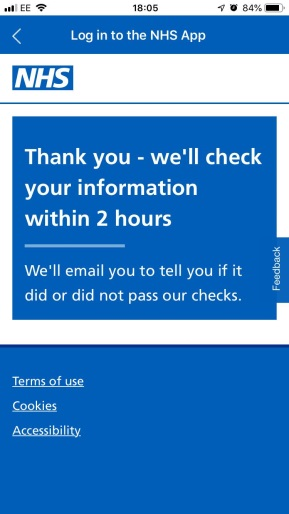 EE 18:05 84%
Log in to the NHS App
NHS
Thank you - we'll check
your information
within 2 hours
We'll email you to tell you if it
did or did not pass our checks.
Feedback
Terms of use
Cookies
Accessibility